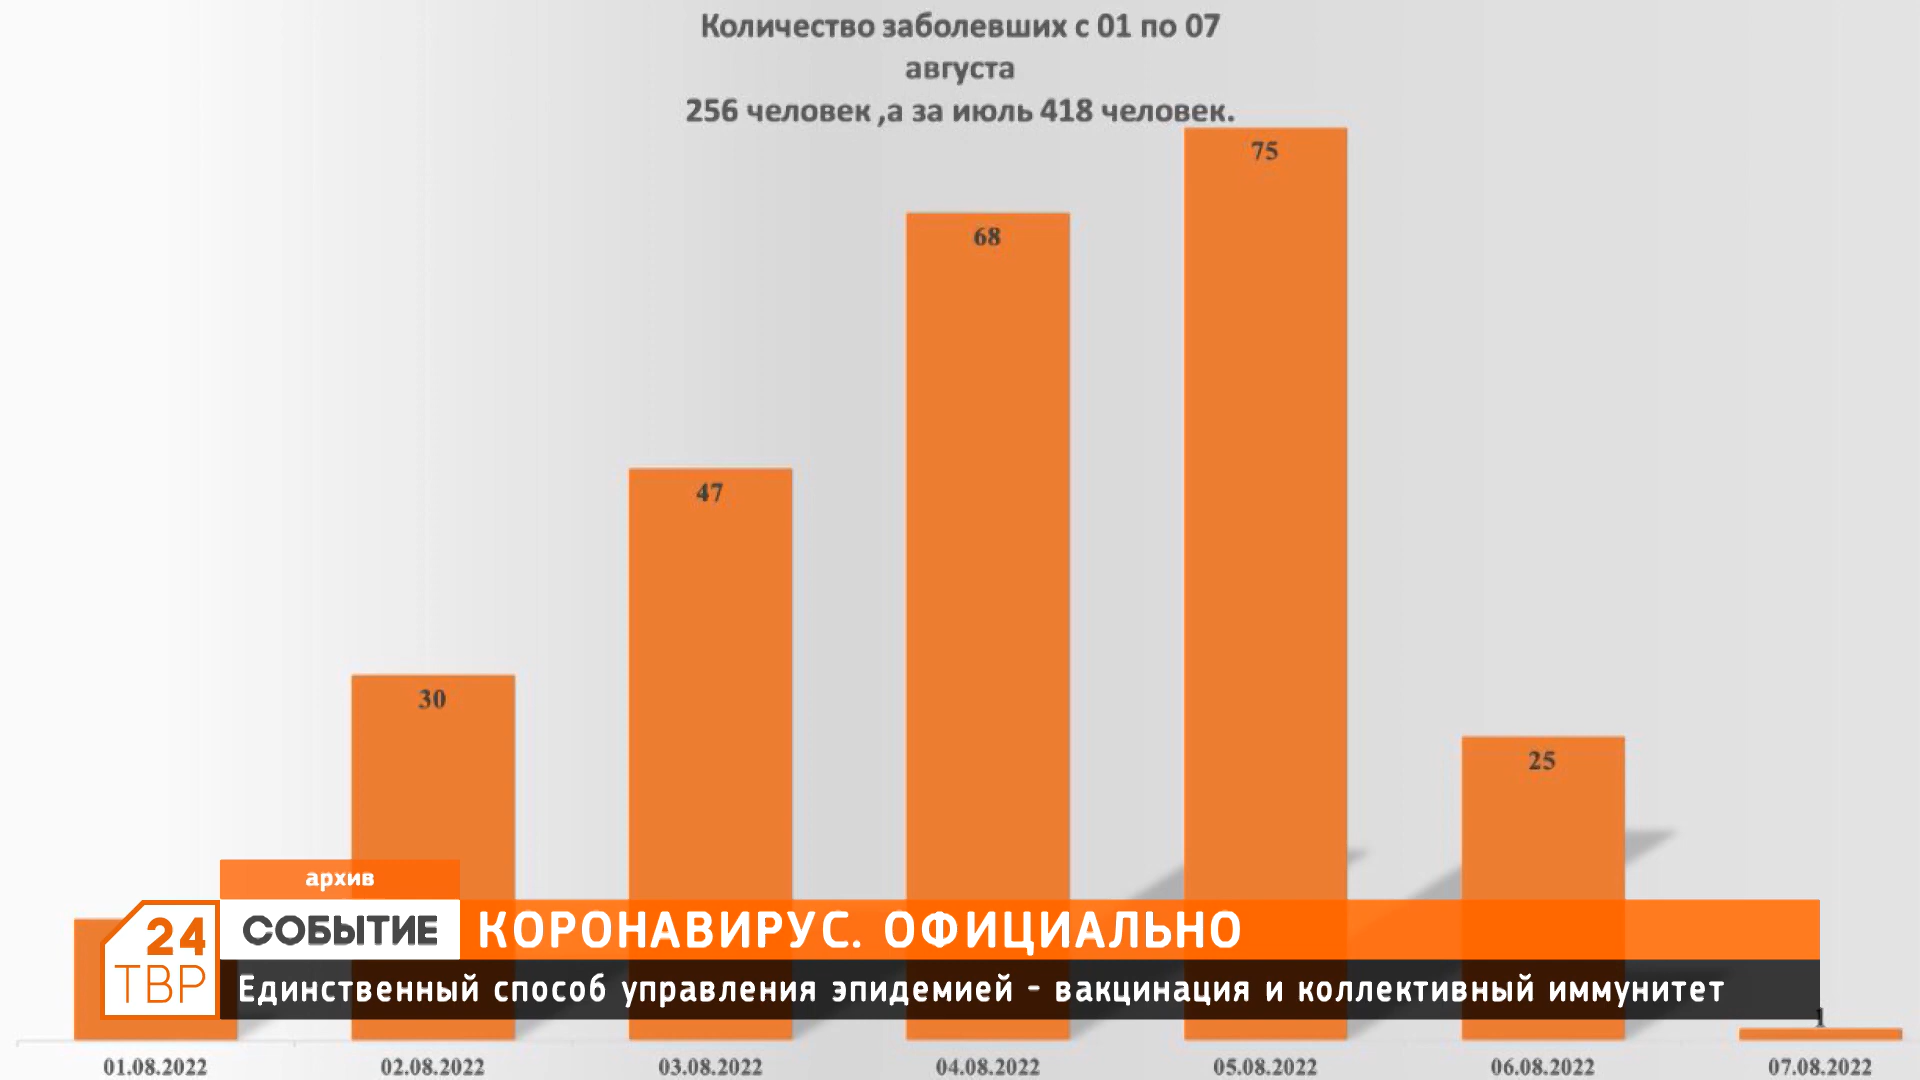 Количество заболевших с 01 по 07
августа
256 человек ,а за июль 418 человек.
75
68
47
30
25
1
архив
24
ТВР
СОБЫТИЕ
КОРОНАВИРУС. ОФИЦИАЛЬНО
Единственный способ управления эпидемией - вакцинация и коллективный иммунитет
01.08.2022
02.08.2022
03.08.2022
04.08.2022
05.08.2022
06.08.2022
07.08.2022